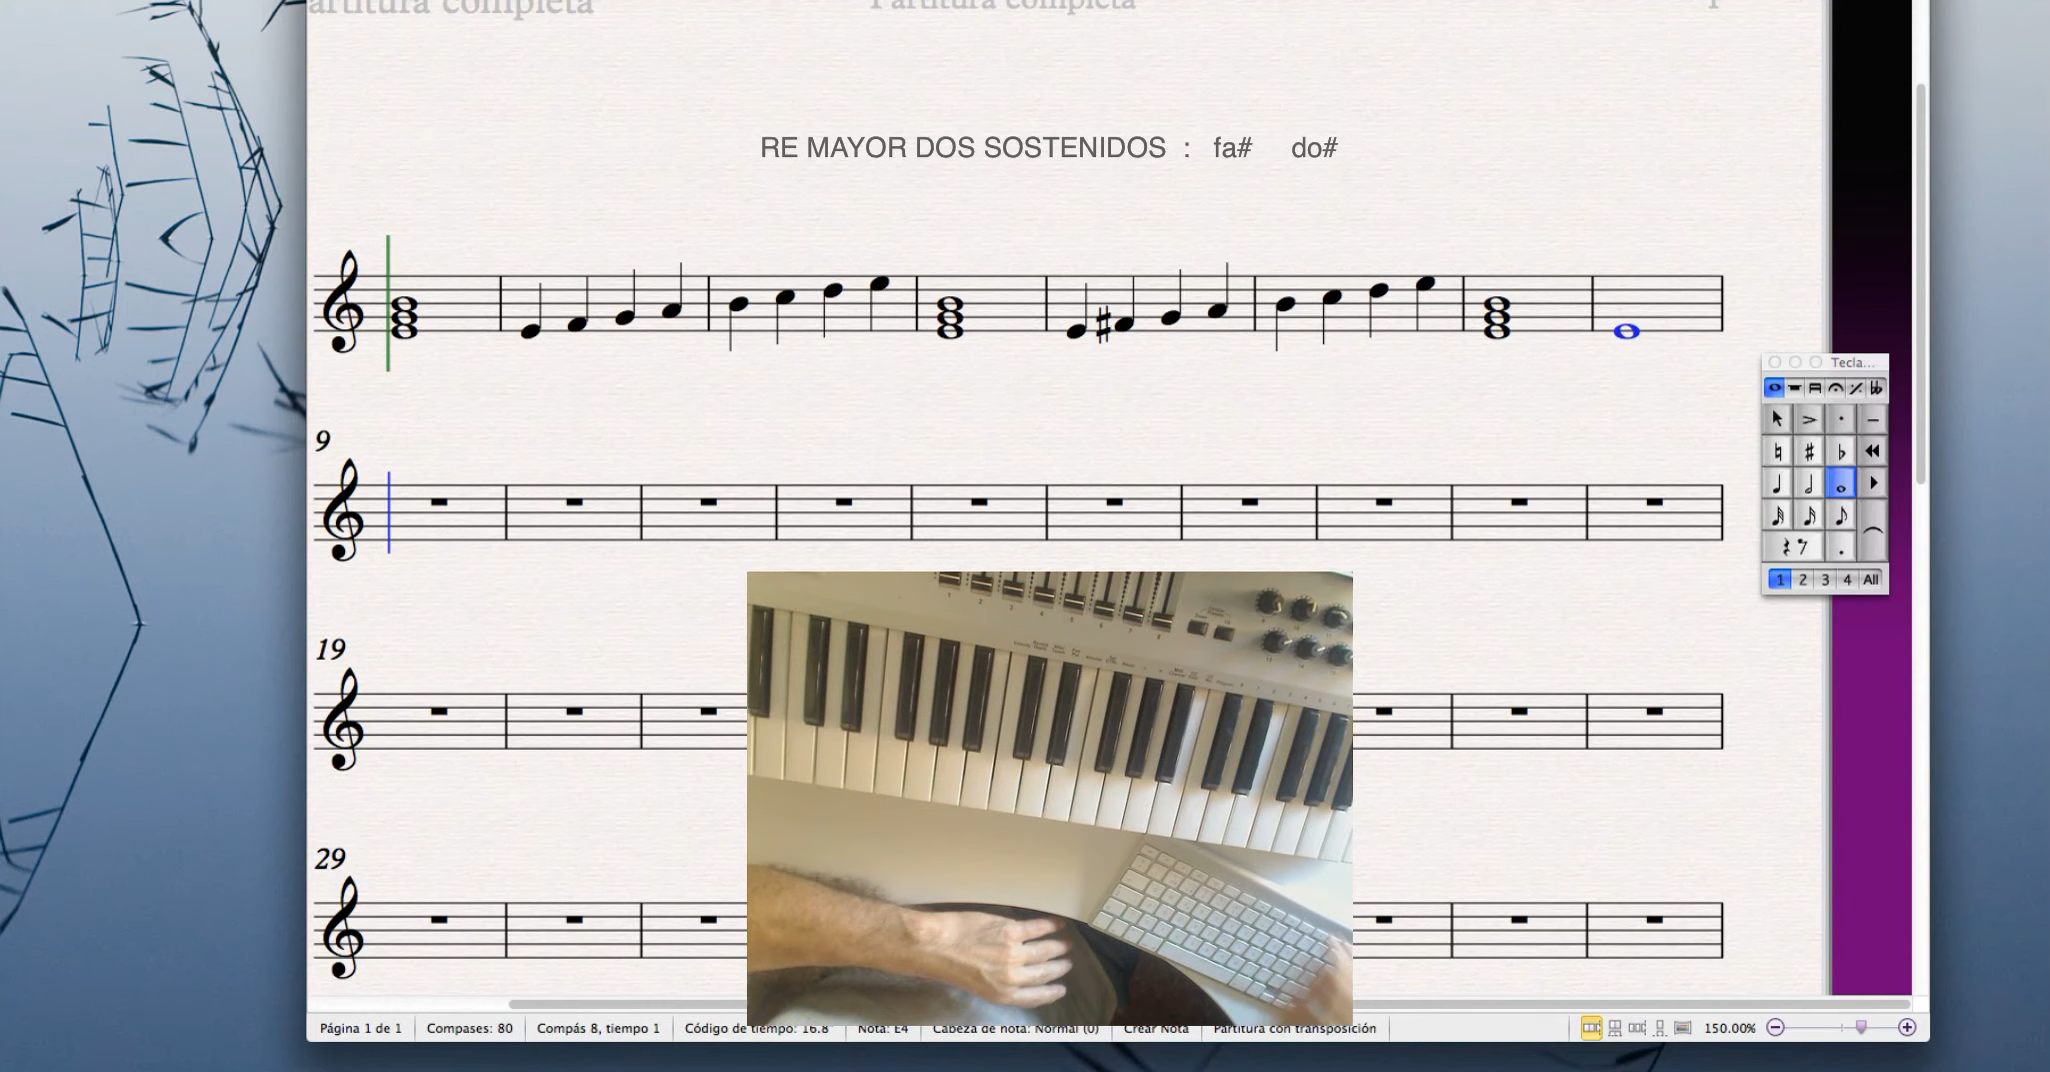 artitura completa Partitura completa P
RE MAYOR DOS SOSTENIDOS : fa# do#
Tecla...
9
1 2 3 4 All
19
29
Página 1 de 1 Compases: 80 Compás 8, tiempo 1 Código de tiempo: 16.8 Nota: E4 Cabeza de nota: Normal (0) Crear Nota Partitura con transposición 150.00%